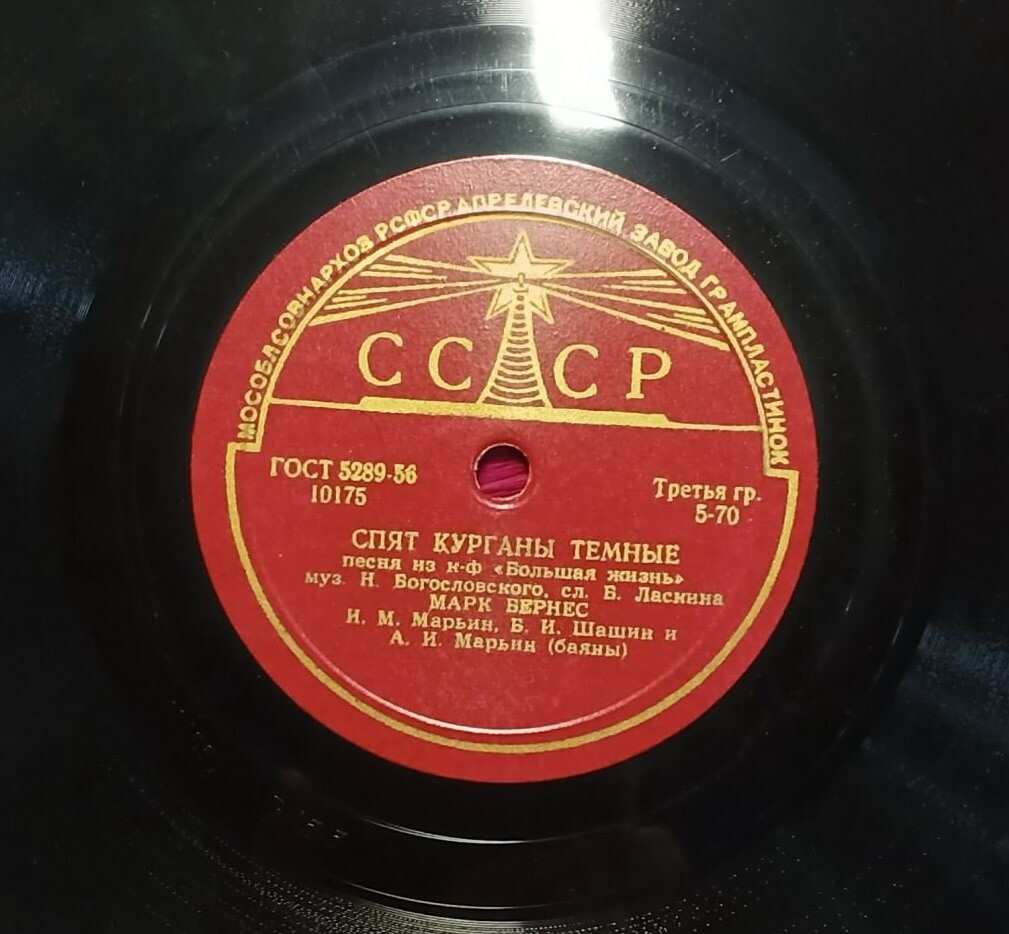 МОСОБЛСОВНАРХОЗ РСФСР. АПРЕЛЕВСКИЙ ЗАВОД ГРАМПЛАСТИНОК
СССР
ГОСТ 5289-56
10175
Третья гр.
5-70
СПЯТ КУРГАНЫ ТЕМНЫЕ
песня из к-ф «Большая жизнь»
муз. Н. Богословского, сл. Б. Ласкина
МАРК БЕРНЕС
И. М. Марьин, Б. И. Шашин и
А. И. Марьин (баяны)